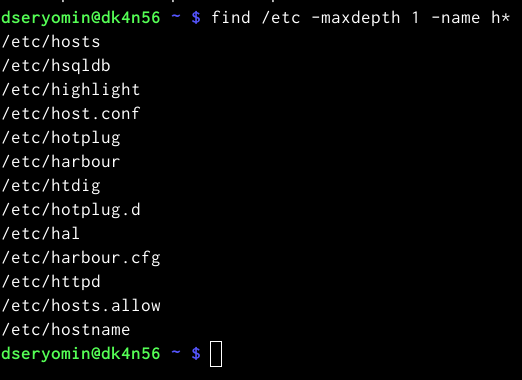 dseryomin@dk4n56 ~ $ find /etc -maxdepth 1 -name h*
/etc/hosts
/etc/hsqldb
/etc/highlight
/etc/host.conf
/etc/hotplug
/etc/harbour
/etc/htdig
/etc/hotplug.d
/etc/hal
/etc/harbour.cfg
/etc/httpd
/etc/hosts.allow
/etc/hostname
dseryomin@dk4n56 ~ $